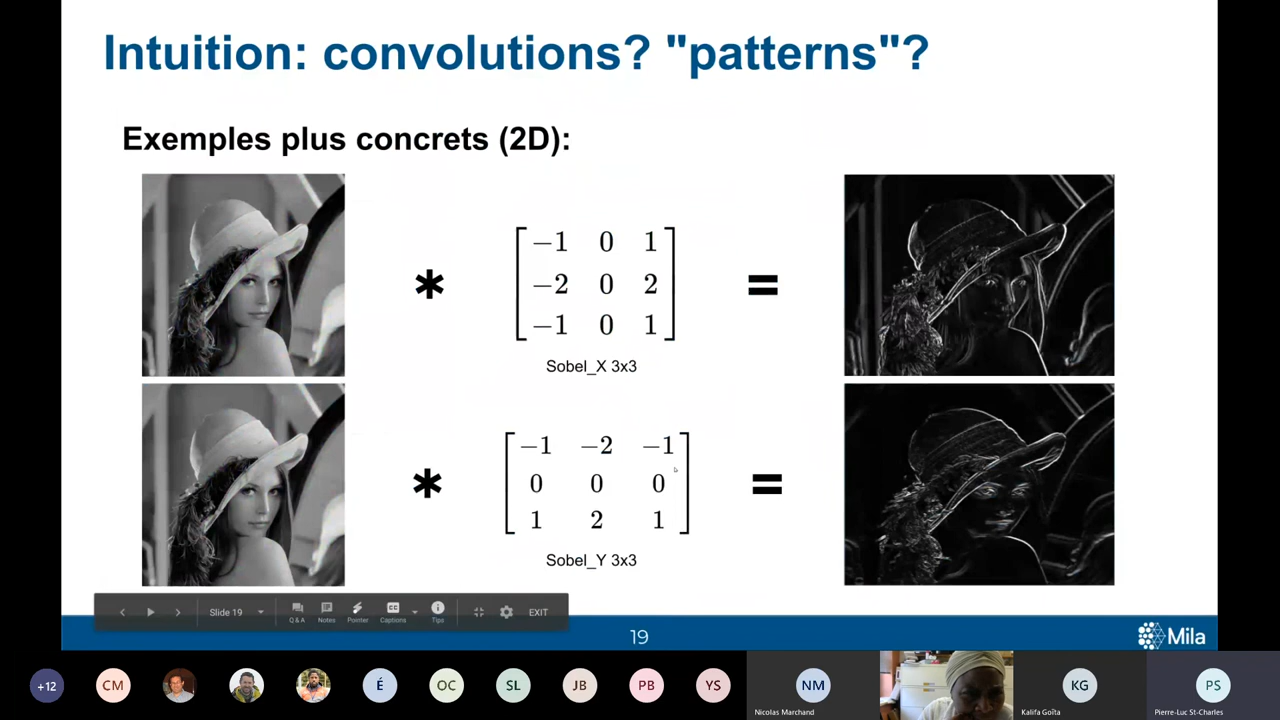 Intuition: convolutions? "patterns"?
Exemples plus concrets (2D):
* [−1 0 1] =
[−2 0 2]
[−1 0 1]
Sobel_X 3x3
* [−1 −2 −1] =
[0 0 0]
[1 2 1]
Sobel_Y 3x3
Slide 19
Q & A Notes Pointer CC Captions Tips EXIT
19
Mila
+12 CM É OC SL JB PB YS NM KG PS
Nicolas Marchand Kalifa Goïta Pierre-Luc St-Charles